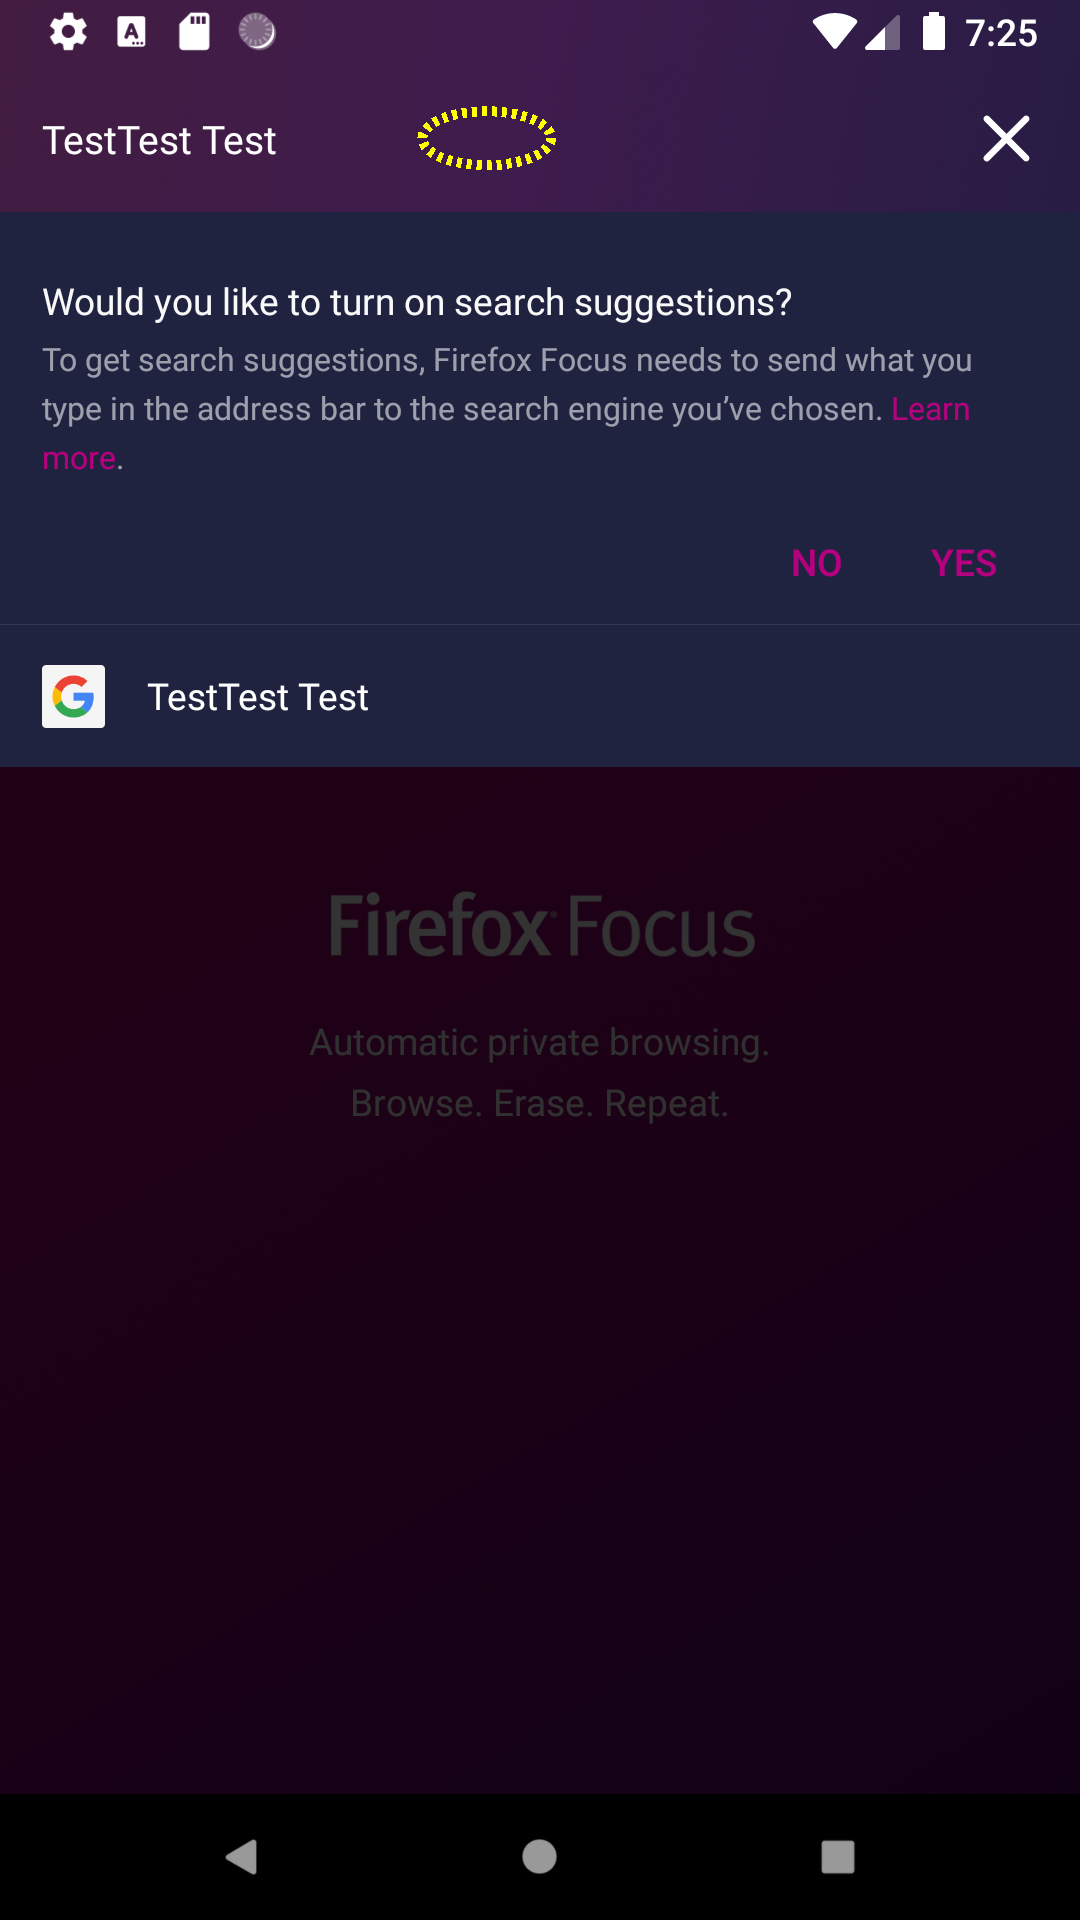 7:25
TestTest Test
Would you like to turn on search suggestions?
To get search suggestions, Firefox Focus needs to send what you
type in the address bar to the search engine you’ve chosen. Learn
more.
NO YES
TestTest Test
Firefox Focus
Automatic private browsing.
Browse. Erase. Repeat.